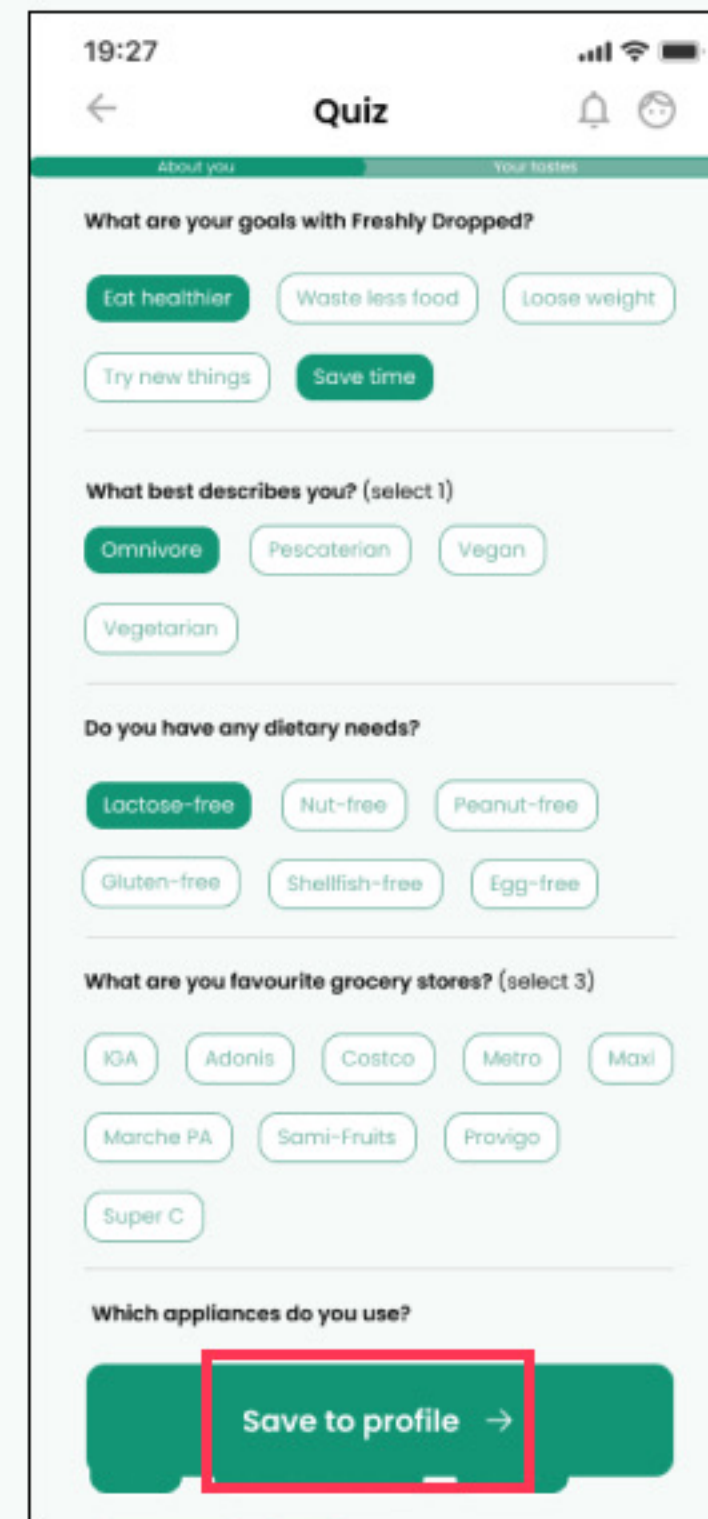 19:27
Quiz
About you Your tastes
What are your goals with Freshly Dropped?
Eat healthier Waste less food Loose weight
Try new things Save time
What best describes you? (select 1)
Omnivore Pescaterian Vegan
Vegetarian
Do you have any dietary needs?
Lactose-free Nut-free Peanut-free
Gluten-free Shellfish-free Egg-free
What are you favourite grocery stores? (select 3)
IGA Adonis Costco Metro Maxi
Marche PA Sami-Fruits Provigo
Super C
Which appliances do you use?
Save to profile →